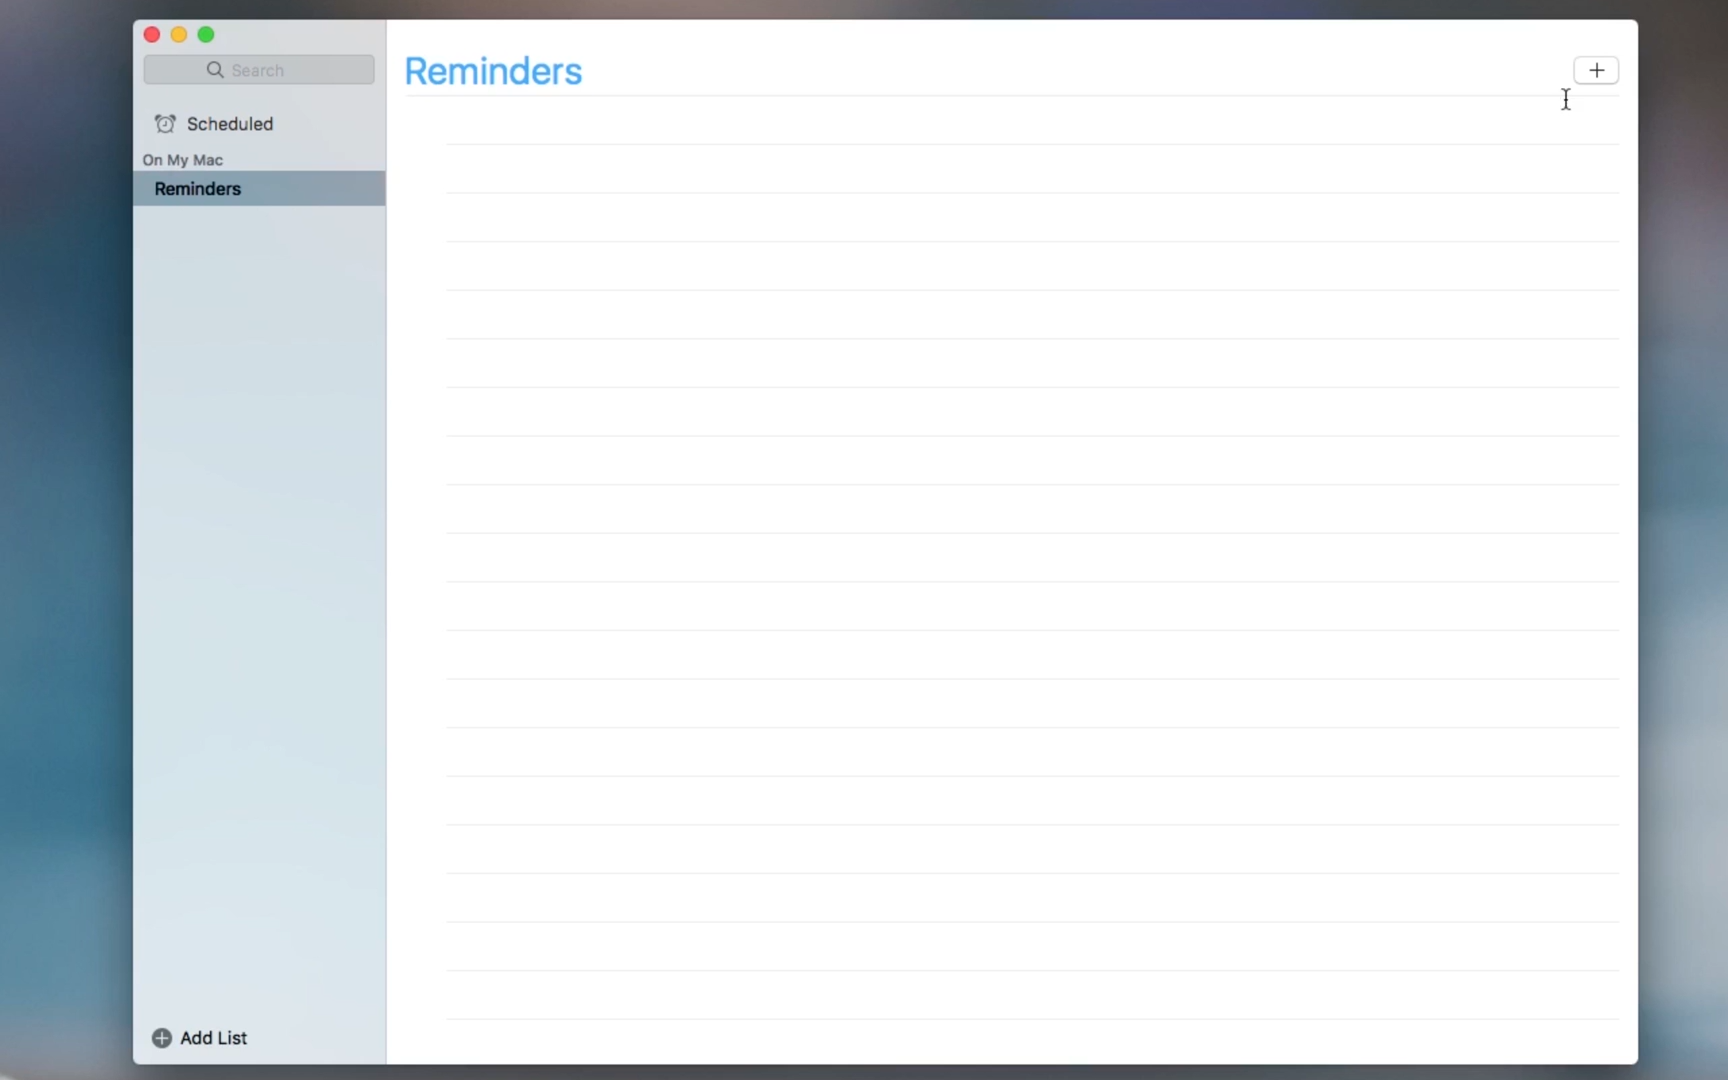 Search
Reminders
Scheduled
On My Mac
Reminders
Add List